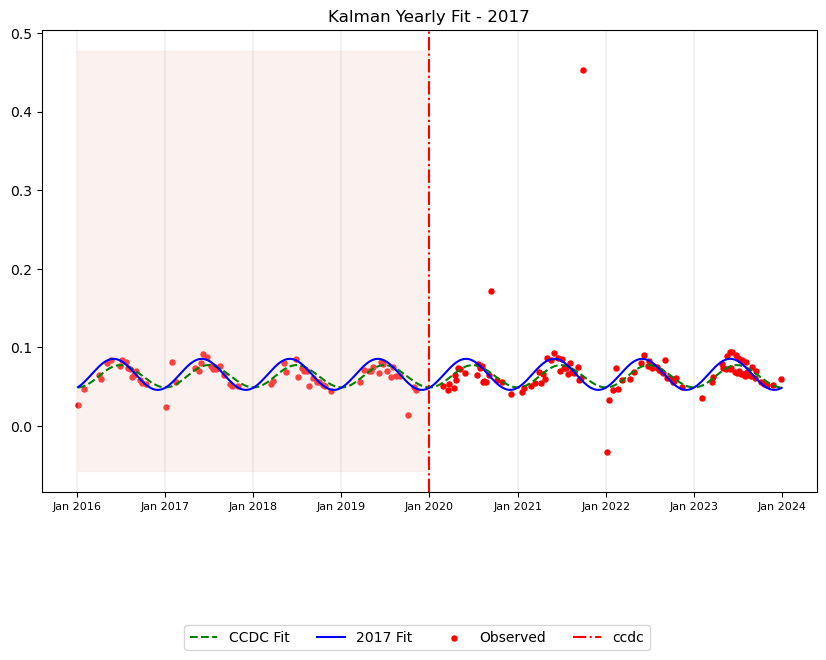 Kalman Yearly Fit - 2017
0.5
0.4
0.3
0.2
0.1
0.0
Jan 2016 Jan 2017 Jan 2018 Jan 2019 Jan 2020 Jan 2021 Jan 2022 Jan 2023 Jan 2024
CCDC Fit 2017 Fit Observed ccdc